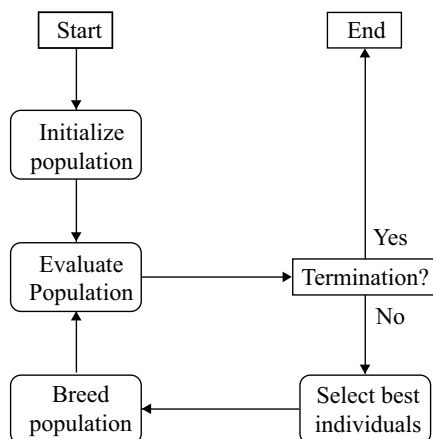 Start
End
Initialize
population
Evaluate
Population
Yes
Termination?
No
Breed
population
Select best
individuals